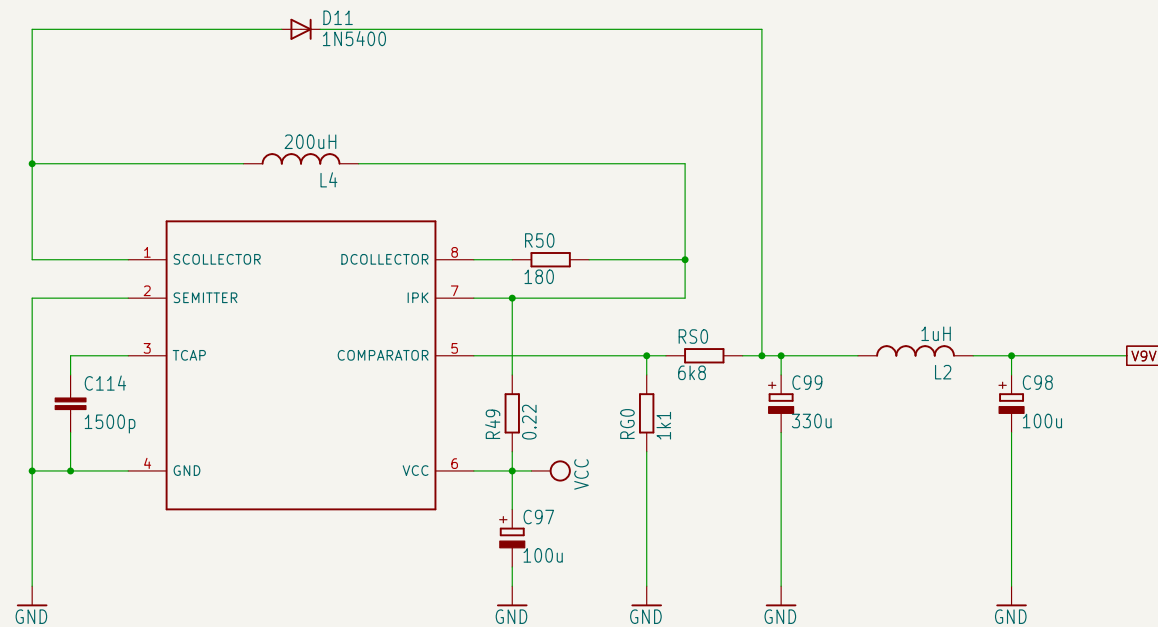 D11
1N5400
200uH
L4
R50
180
1
SCOLLECTOR
DCOLLECTOR
8
2
SEMITTER
IPK
7
3
TCAP
COMPARATOR
5
RS0
6k8
1uH
L2
V9V
C114
1500p
R49
0.22
RG0
1k1
C99
330u
C98
100u
4
GND
VCC
6
VCC
+
C97
100u
+
+
GND
GND
GND
GND
GND